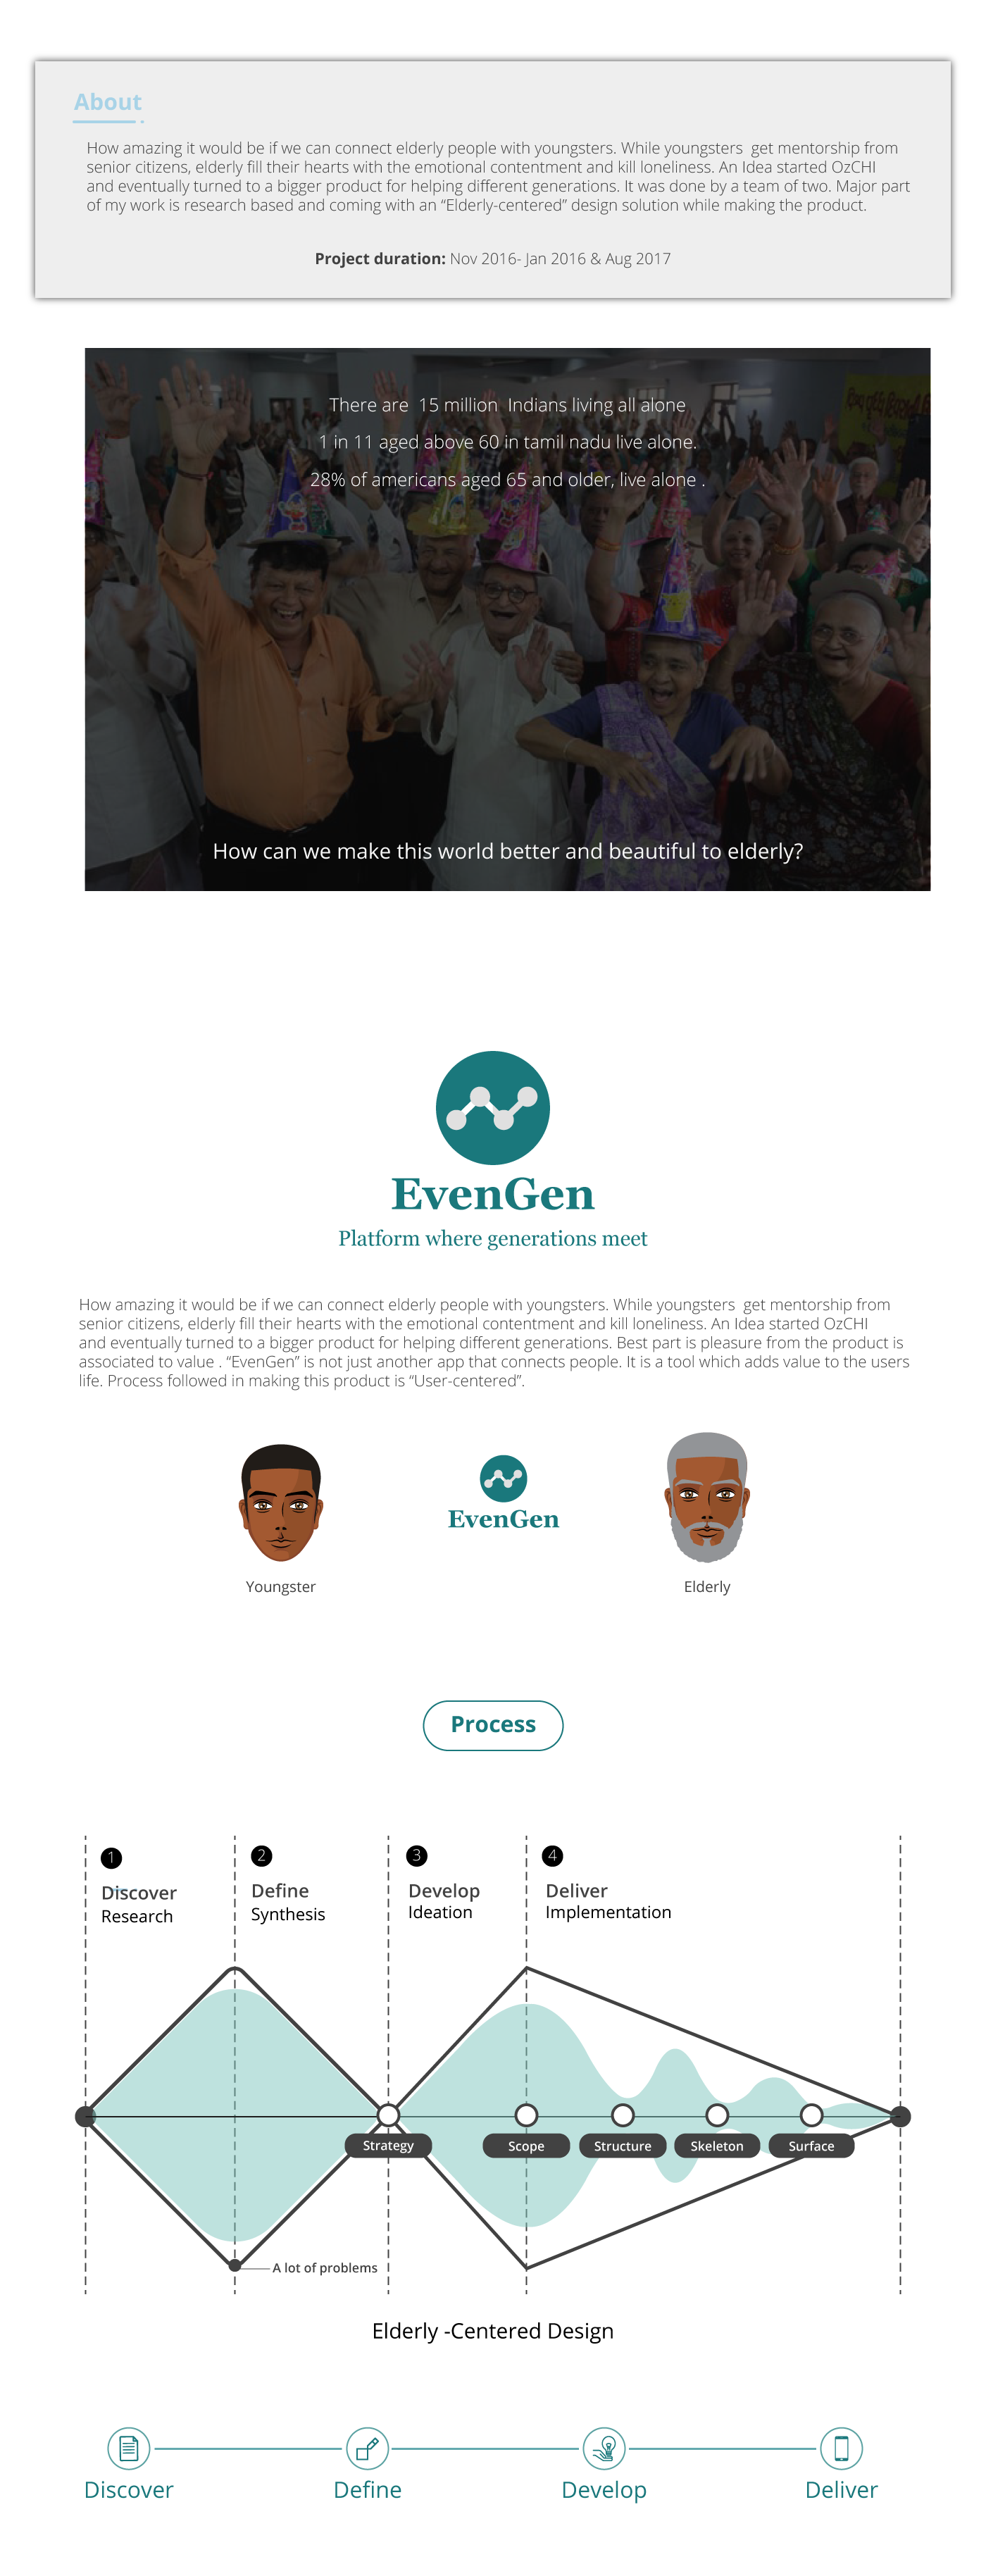 About
How amazing it would be if we can connect elderly people with youngsters. While youngsters get mentorship from
senior citizens, elderly fill their hearts with the emotional contentment and kill loneliness. An Idea started OzCHI
and eventually turned to a bigger product for helping different generations. It was done by a team of two. Major part
of my work is research based and coming with an “Elderly-centered” design solution while making the product.
Project duration: Nov 2016- Jan 2016 & Aug 2017
There are 15 million Indians living all alone
1 in 11 aged above 60 in tamil nadu live alone.
28% of americans aged 65 and older, live alone .
How can we make this world better and beautiful to elderly?
EvenGen
Platform where generations meet
How amazing it would be if we can connect elderly people with youngsters. While youngsters get mentorship from
senior citizens, elderly fill their hearts with the emotional contentment and kill loneliness. An Idea started OzCHI
and eventually turned to a bigger product for helping different generations. Best part is pleasure from the product is
associated to value . “EvenGen” is not just another app that connects people. It is a tool which adds value to the users
life. Process followed in making this product is “User-centered”.
EvenGen
Youngster
Elderly
Process
1
2
3
4
Discover
Define
Develop
Deliver
Research
Synthesis
Ideation
Implementation
Strategy
Scope
Structure
Skeleton
Surface
A lot of problems
Elderly -Centered Design
Discover
Define
Develop
Deliver